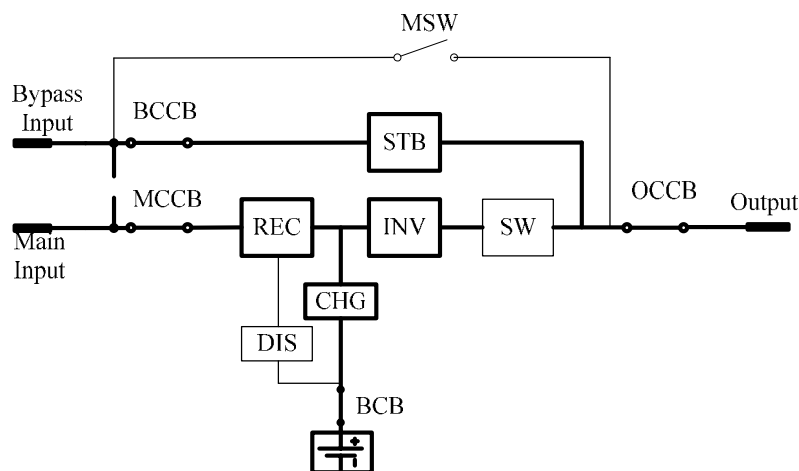 MSW
Bypass
Input
BCCB
STB
MCCB
OCCB
Output
Main
Input
REC
INV
SW
CHG
DIS
BCB
+